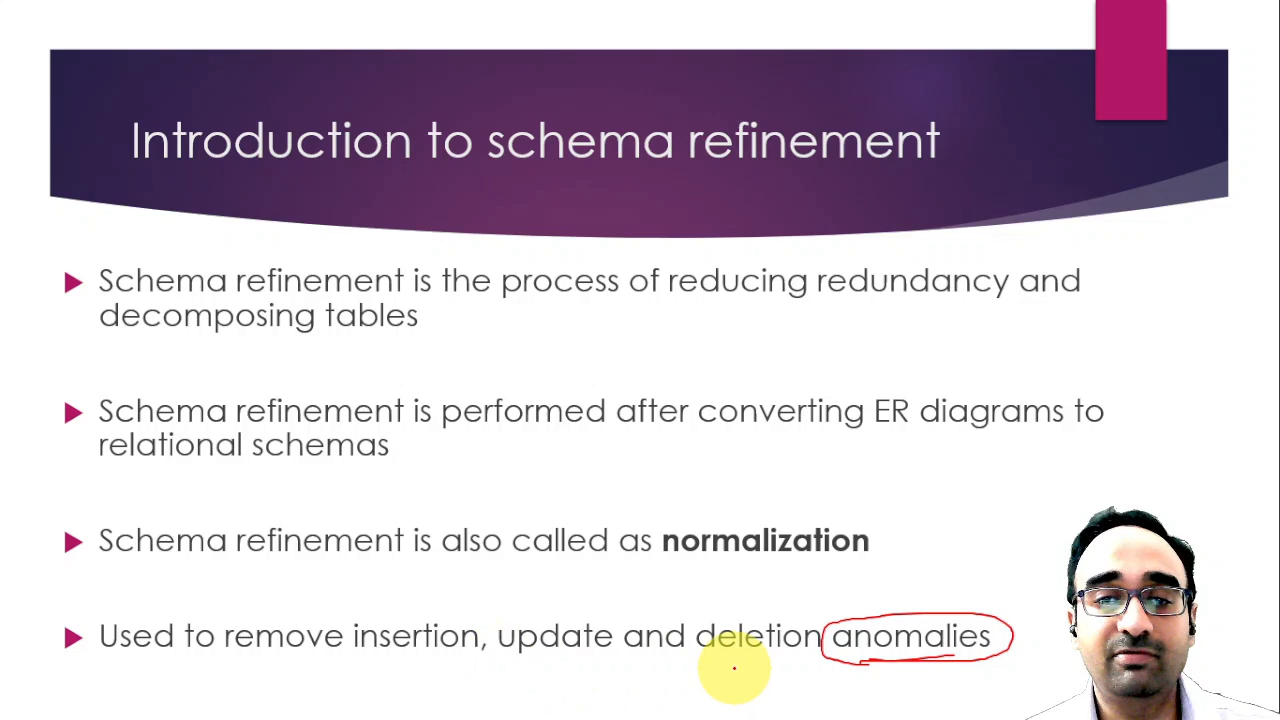 Introduction to schema refinement
Schema refinement is the process of reducing redundancy and
decomposing tables
Schema refinement is performed after converting ER diagrams to
relational schemas
Schema refinement is also called as normalization
Used to remove insertion, update and deletion anomalies